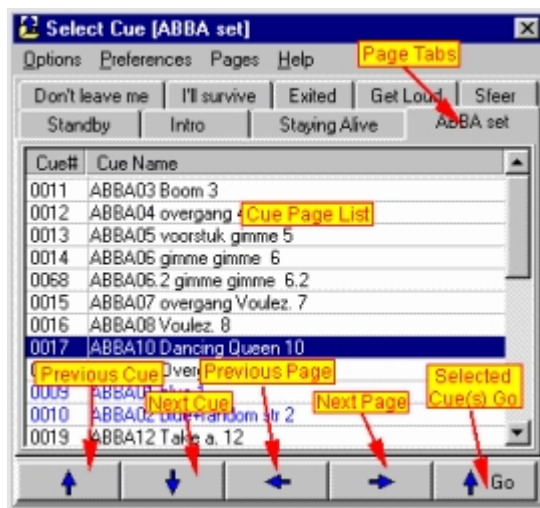 Select Cue [ABBA set]
Options Preferences Pages Help
Page Tabs
Don't leave me I'll survive Exited Get Loud Sfeer
Standby Intro Staying Alive ABBA set
Cue# Cue Name
0011 ABBA03 Boom 3
0012 ABBA04 overgang
Cue Page List
0013 ABBA05 voorstuk gimme 5
0014 ABBA06 gimme gimme 6
0068 ABBA06.2 gimme gimme 6.2
0015 ABBA07 overgang Voulez. 7
0016 ABBA08 Voulez. 8
0017 ABBA10 Dancing Queen 10
Previous Cue
Previous Page
Selected
Cue(s) Go
0009
Next Cue
Next Page
0010 ABBA02 blue+random str 2
0019 ABBA12 Take a. 12
Go